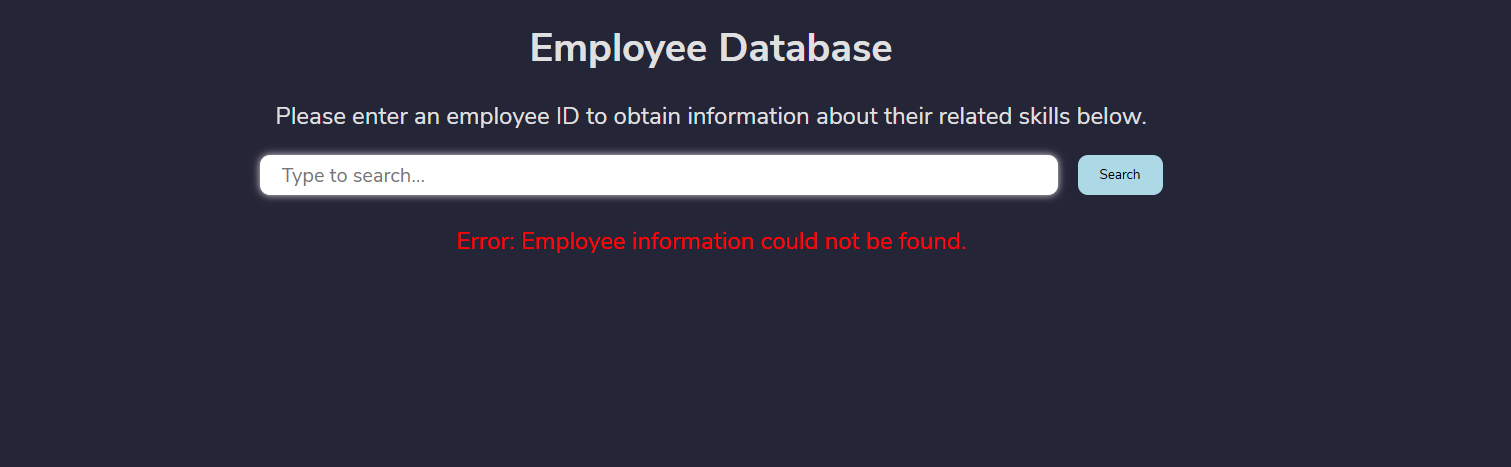 Employee Database
Please enter an employee ID to obtain information about their related skills below.
Type to search...
Search
Error: Employee information could not be found.